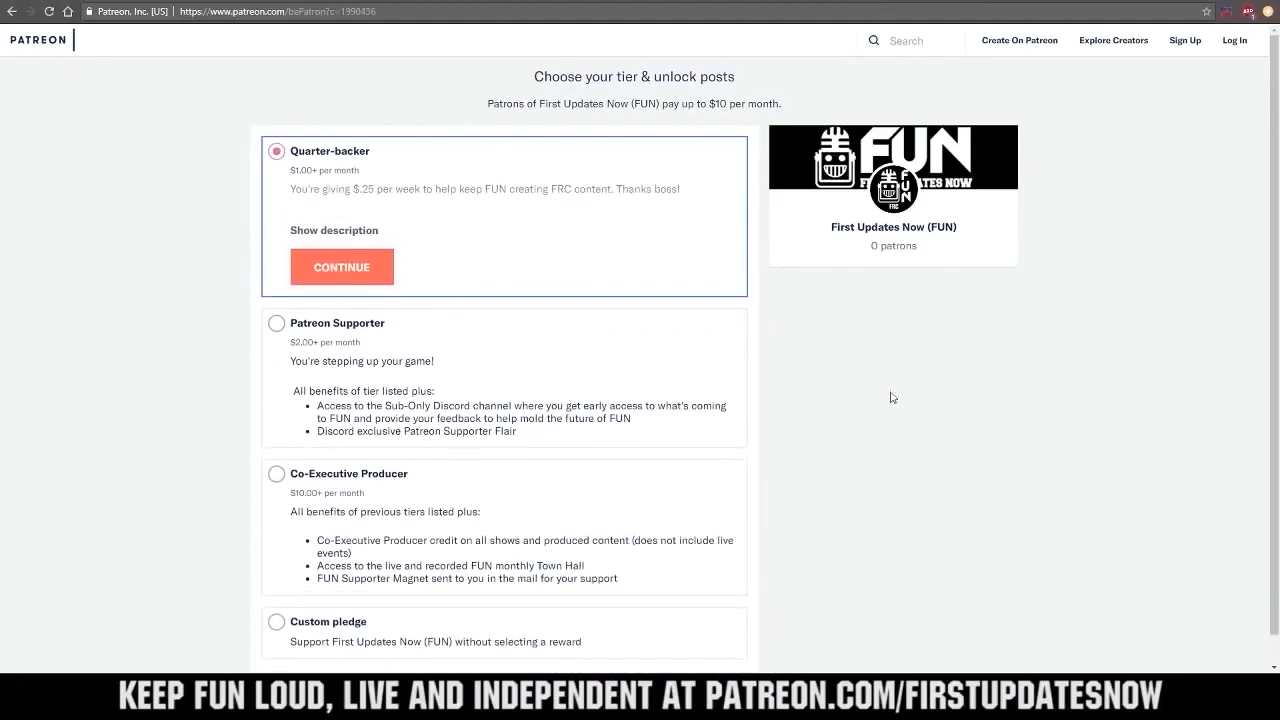 Patreon, Inc. [US] | https://www.patreon.com/bePatron?c=1990436
PATREON
Search
Create On Patreon
Explore Creators
Sign Up
Log In
Choose your tier & unlock posts
Patrons of First Updates Now (FUN) pay up to $10 per month.
Quarter-backer
$1.00+ per month
You're giving $.25 per week to help keep FUN creating FRC content. Thanks boss!
Show description
CONTINUE
FUN
FUN
FRC
First Updates Now (FUN)
0 patrons
Patreon Supporter
$2.00+ per month
You're stepping up your game!
All benefits of tier listed plus:
Access to the Sub-Only Discord channel where you get early access to what's coming
to FUN and provide your feedback to help mold the future of FUN
Discord exclusive Patreon Supporter Flair
Co-Executive Producer
$10.00+ per month
All benefits of previous tiers listed plus:
Co-Executive Producer credit on all shows and produced content (does not include live
events)
Access to the live and recorded FUN monthly Town Hall
FUN Supporter Magnet sent to you in the mail for your support
Custom pledge
Support First Updates Now (FUN) without selecting a reward
KEEP FUN LOUD, LIVE AND INDEPENDENT AT PATREON.COM/FIRSTUPDATESNOW